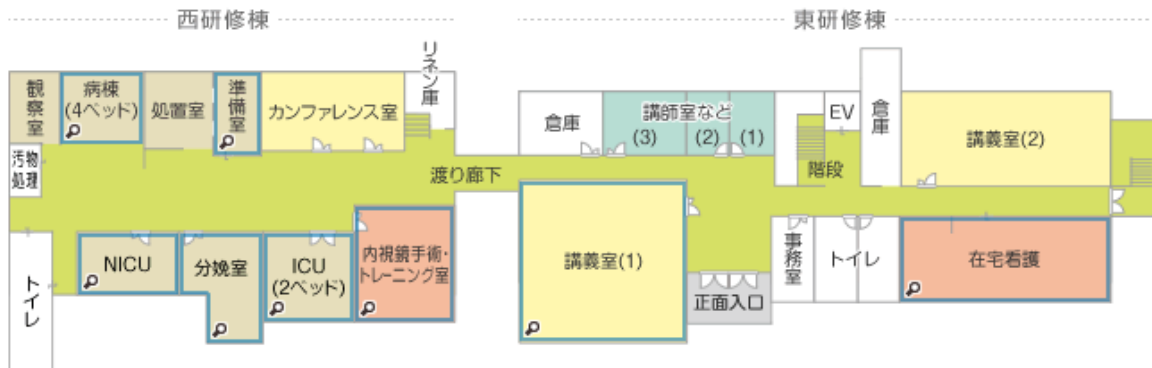 西研修棟
東研修棟
観察室
病棟
(4ベッド)
処置室
準備室
カンファレンス室
リネン庫
倉庫
講師室など
(3)
(2)
(1)
EV
倉庫
講義室(2)
汚物
処理
渡り廊下
階段
トイレ
NICU
分娩室
ICU
(2ベッド)
内視鏡手術・
トレーニング室
講義室(1)
正面入口
事務室
トイレ
在宅看護